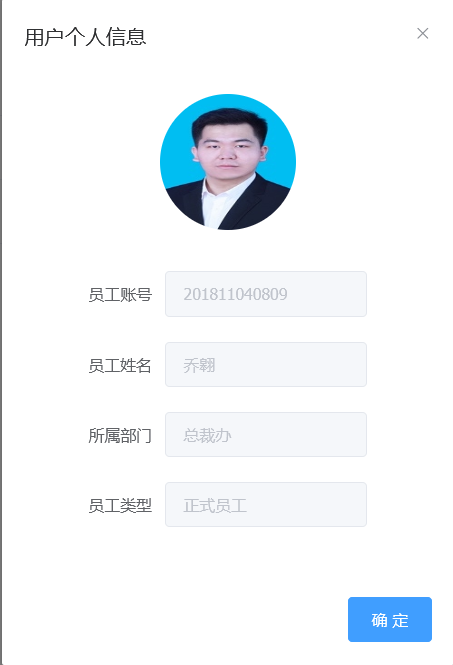 用户个人信息
员工账号 201811040809
员工姓名 乔翱
所属部门 总裁办
员工类型 正式员工
确 定